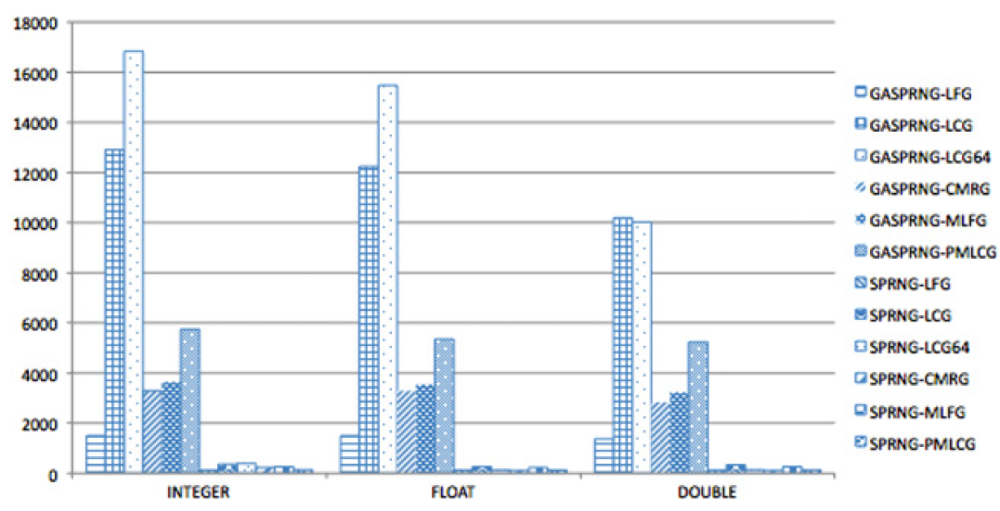 18000
16000
14000
12000
10000
8000
6000
4000
2000
0
INTEGER
FLOAT
DOUBLE
GASPRNG-LFG
GASPRNG-LCG
GASPRNG-LCG64
GASPRNG-CMRG
GASPRNG-MLFG
GASPRNG-PMLCG
SPRNG-LFG
SPRNG-LCG
SPRNG-LCG64
SPRNG-CMRG
SPRNG-MLFG
SPRNG-PMLCG